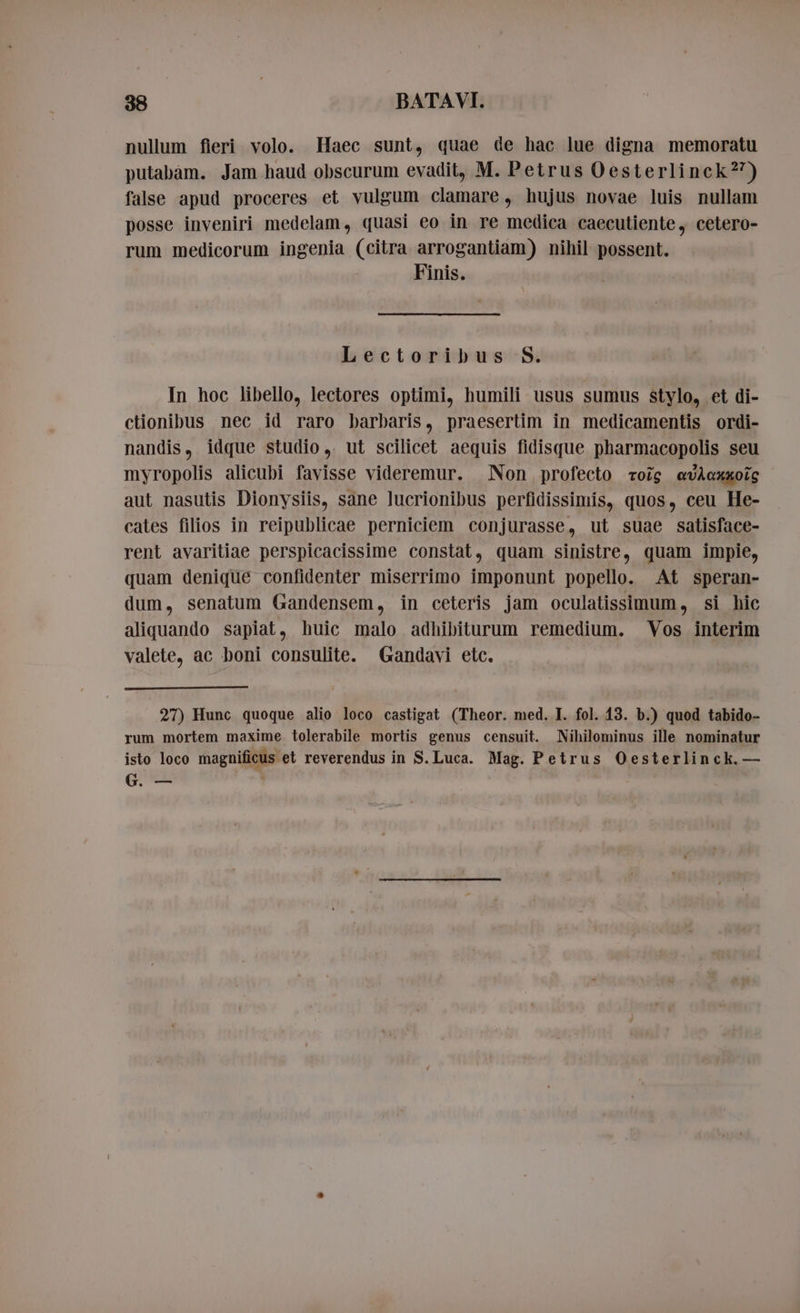 38 BATAVI.
nullum fieri volo. Haec sunt, quae de hac lue digna memoratu
putabam. Jam haud obscurum evadit, M. Petrus Oesterlinck²⁷)
false apud proceres et vulgum clamare, hujus novae luis nullam
posse inveniri medelam, quasi eo in re medica caecutiente, cetero-
rum medicorum ingenia (citra arrogantiam) nihil possent.
Finis.
Lectoribus S.
In hoc libello, lectores optimi, humili usus sumus stylo, et di-
ctionibus nec id raro barbaris, praesertim in medicamentis ordi-
nandis, idque studio, ut scilicet aequis fidisque pharmacopolis seu
myropolis alicubi favisse videremur. Non profecto τοῖς αὐλακκοῖς
aut nasutis Dionysiis, sane lucrionibus perfidissimis, quos, ceu He-
cates filios in reipublicae perniciem conjurasse, ut suae satisface-
rent avaritiae perspicacissime constat, quam sinistre, quam impie,
quam denique confidenter miserrimo imponunt popello. At speran-
dum, senatum Gandensem, in ceteris jam oculatissimum, si hic
aliquando sapiat, huic malo adhibiturum remedium. Vos interim
valete, ac boni consulite. Gandavi etc.
27) Hunc quoque alio loco castigat (Theor. med. I. fol. 13. b.) quod tabido-
rum mortem maxime tolerabile mortis genus censuit. Nihilominus ille nominatur
isto loco magnificus et reverendus in S. Luca. Mag. Petrus Oesterlinck. —
G. —